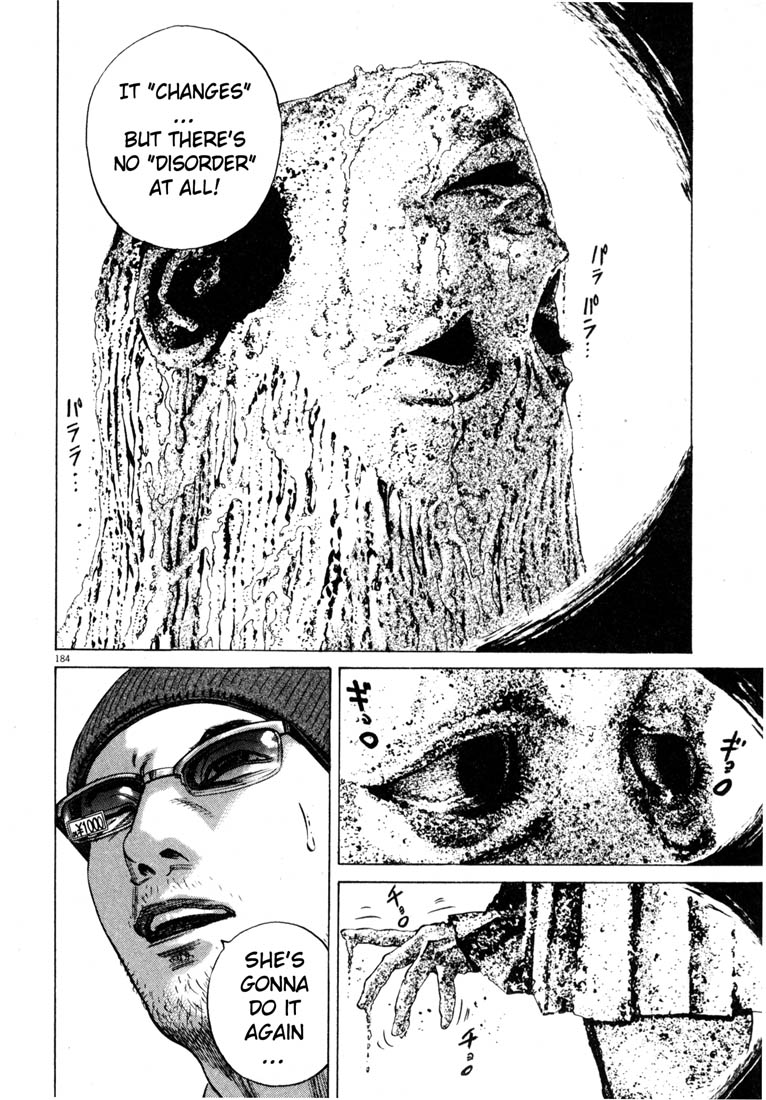 IT "CHANGES"
...
BUT THERE'S
NO "DISORDER"
AT ALL!
パラ
パラ…
パララ…
184
ギョロ
ギョロ
¥1000
SHE'S
GONNA
DO IT
AGAIN
...
チョロ
チョロ